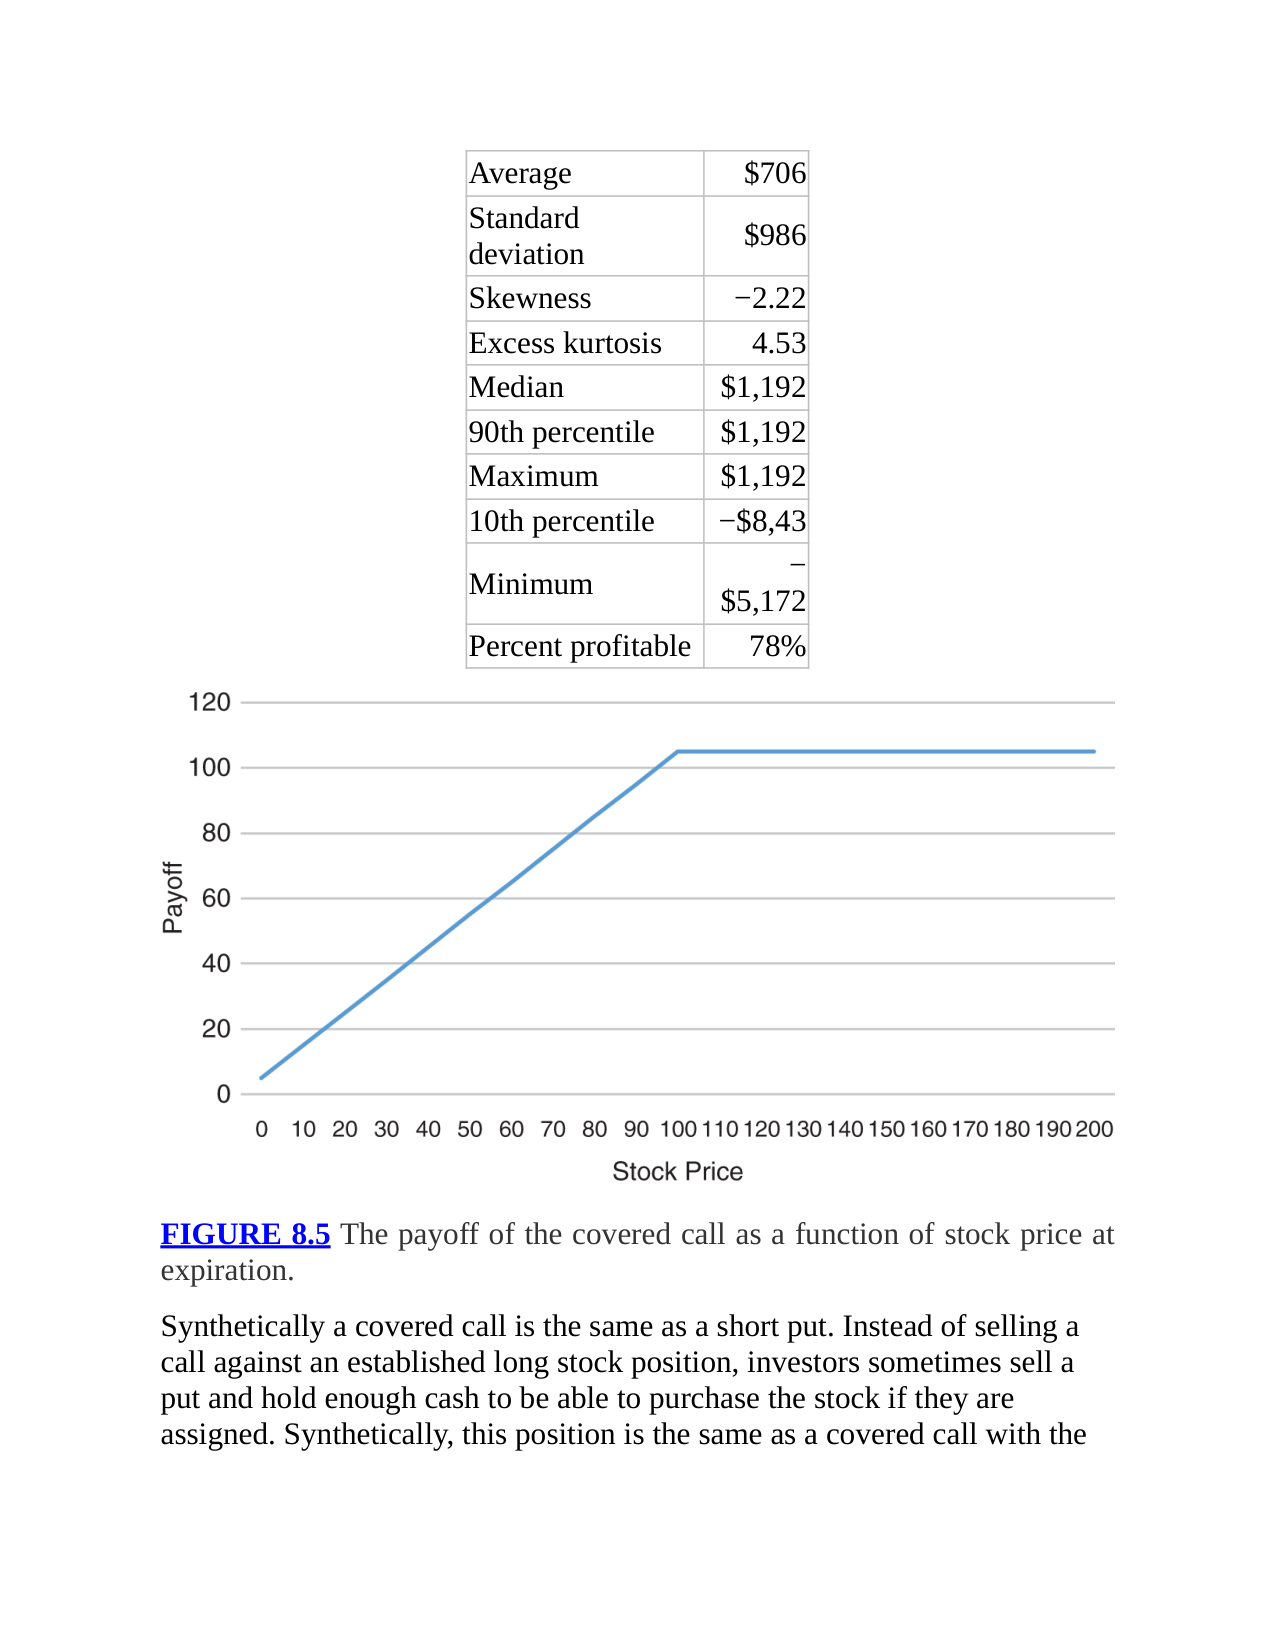 Average $706
Standard
deviation $986
Skewness −2.22
Excess kurtosis 4.53
Median $1,192
90th percentile $1,192
Maximum $1,192
10th percentile −$8,43
Minimum −
$5,172
Percent profitable 78%
120
100
80
60
40
20
0
Payoff
0 10 20 30 40 50 60 70 80 90 100 110 120 130 140 150 160 170 180 190 200
Stock Price
FIGURE 8.5 The payoff of the covered call as a function of stock price at
expiration.
Synthetically a covered call is the same as a short put. Instead of selling a
call against an established long stock position, investors sometimes sell a
put and hold enough cash to be able to purchase the stock if they are
assigned. Synthetically, this position is the same as a covered call with the